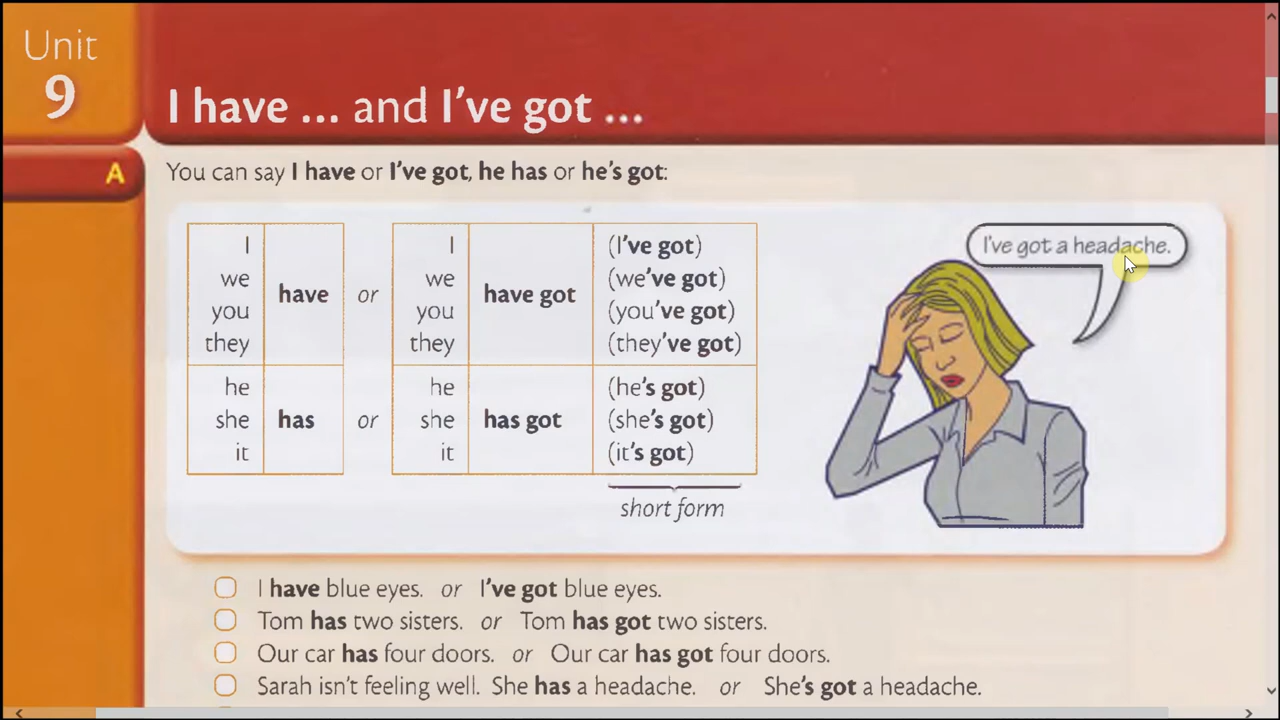 Unit
9
I have ... and I've got ...
A
You can say I have or I've got, he has or he's got:
I
we
you
they
have
or
I
we
you
they
have got
(I've got)
(we've got)
(you've got)
(they've got)
he
she
it
has
or
he
she
it
has got
(he's got)
(she's got)
(it's got)
short form
I've got a headache.
I have blue eyes. or I've got blue eyes.
Tom has two sisters. or Tom has got two sisters.
Our car has four doors. or Our car has got four doors.
Sarah isn't feeling well. She has a headache. or She's got a headache.